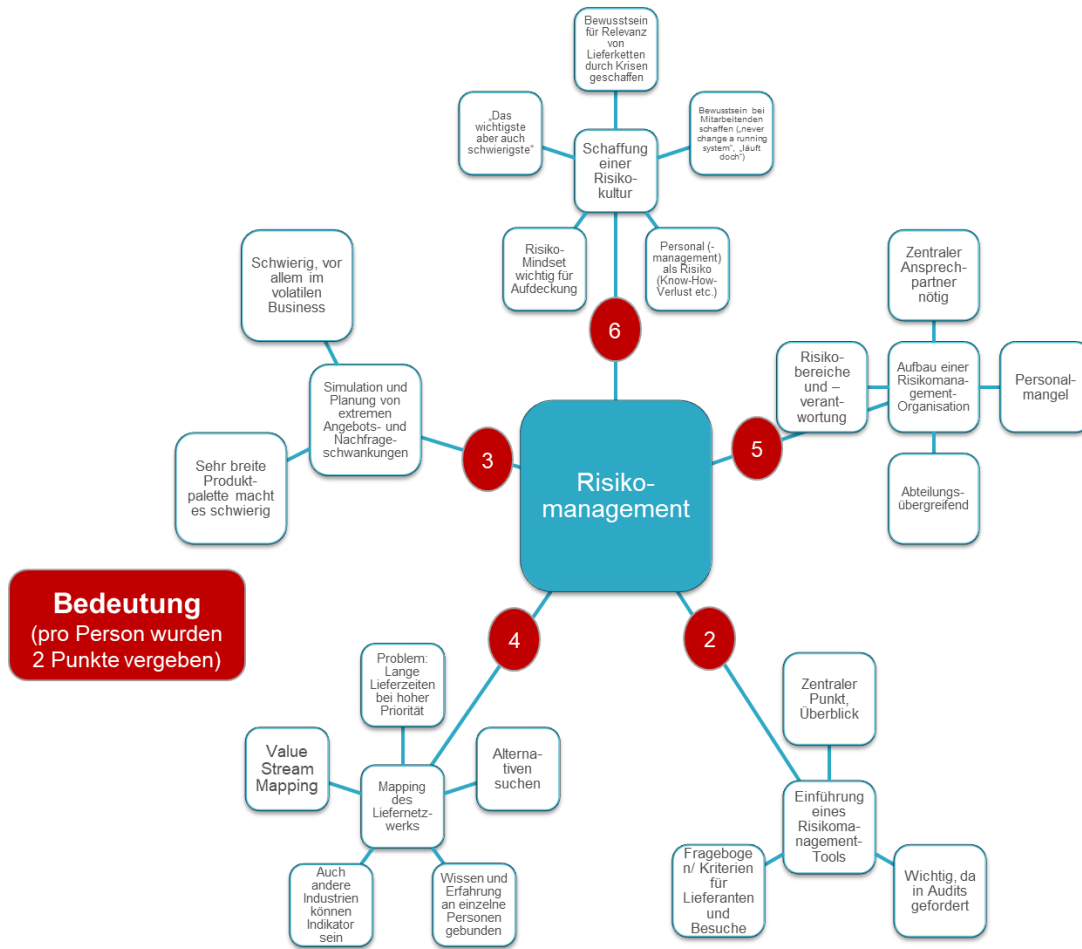 Bewusstsein
für Relevanz
von
Lieferketten
durch Krisen
geschaffen
„Das
wichtigste
aber auch
schwierigste“
Bewusstsein bei
Mitarbeitenden
schaffen („never
change a running
system“, „läuft
doch“)
Schaffung
einer
Risiko-
kultur
Risiko-
Mindset
wichtig für
Aufdeckung
Personal (-
management)
als Risiko
(Know-How-
Verlust etc.)
6
Schwierig, vor
allem im
volatilen
Business
Simulation und
Planung von
extremen
Angebots- und
Nachfrage-
schwankungen
Sehr breite
Produkt-
palette macht
es schwierig
3
Zentraler
Ansprech-
partner
nötig
Risiko
bereiche
und –
verant-
wortung
Aufbau einer
Risikomana-
gement-
Organisation
Personal-
mangel
Abteilungs-
übergreifend
5
Risiko-
management
Bedeutung
(pro Person wurden
2 Punkte vergeben)
4
Problem:
Lange
Lieferzeiten
bei hoher
Priorität
Value
Stream
Mapping
Mapping
des
Liefernetz-
werks
Alterna-
tiven
suchen
Auch
andere
Industrien
können
Indikator
sein
Wissen und
Erfahrung
an einzelne
Personen
gebunden
2
Zentraler
Punkt,
Überblick
Einführung
eines
Risikoma-
nagement-
Tools
Frageboge
n/ Kriterien
für
Lieferanten
und
Besuche
Wichtig, da
in Audits
gefordert